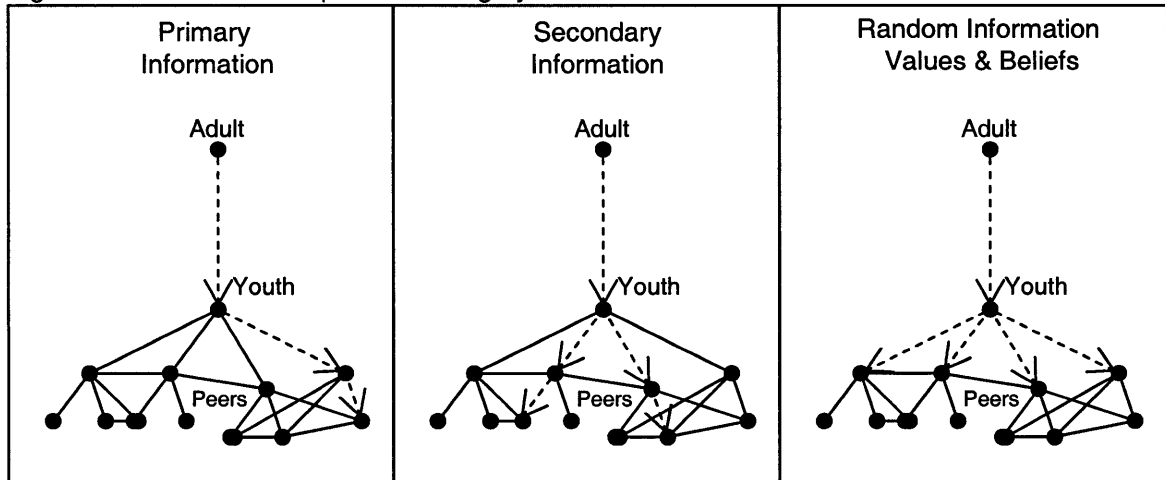 Primary
Information
Adult
Youth
Peers
Secondary
Information
Adult
Youth
Peers
Random Information
Values & Beliefs
Adult
Youth
Peers